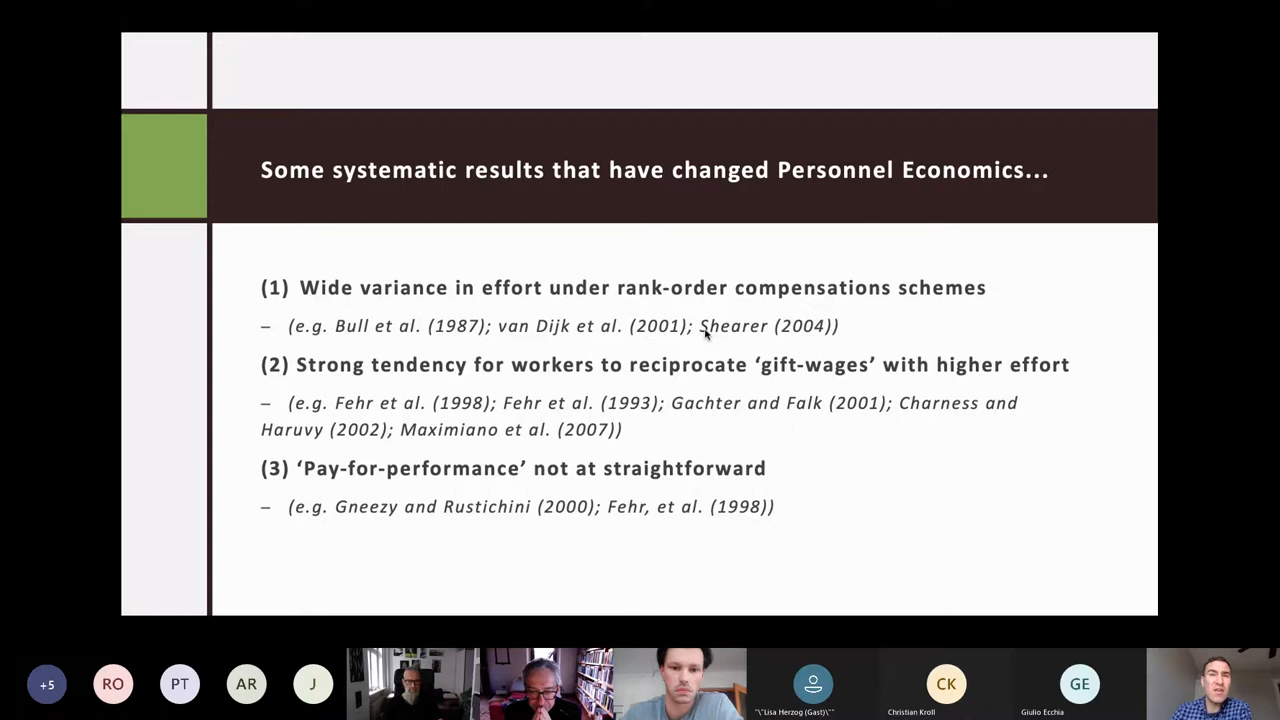 Some systematic results that have changed Personnel Economics...
(1) Wide variance in effort under rank-order compensations schemes
– (e.g. Bull et al. (1987); van Dijk et al. (2001); Shearer (2004))
(2) Strong tendency for workers to reciprocate ‘gift-wages’ with higher effort
– (e.g. Fehr et al. (1998); Fehr et al. (1993); Gachter and Falk (2001); Charness and
Haruvy (2002); Maximiano et al. (2007))
(3) ‘Pay-for-performance’ not at straightforward
– (e.g. Gneezy and Rustichini (2000); Fehr, et al. (1998))
+5
RO
PT
AR
J
CK
GE
"\"Lisa Herzog (Gast)\""
Christian Kroll
Giulio Ecchia